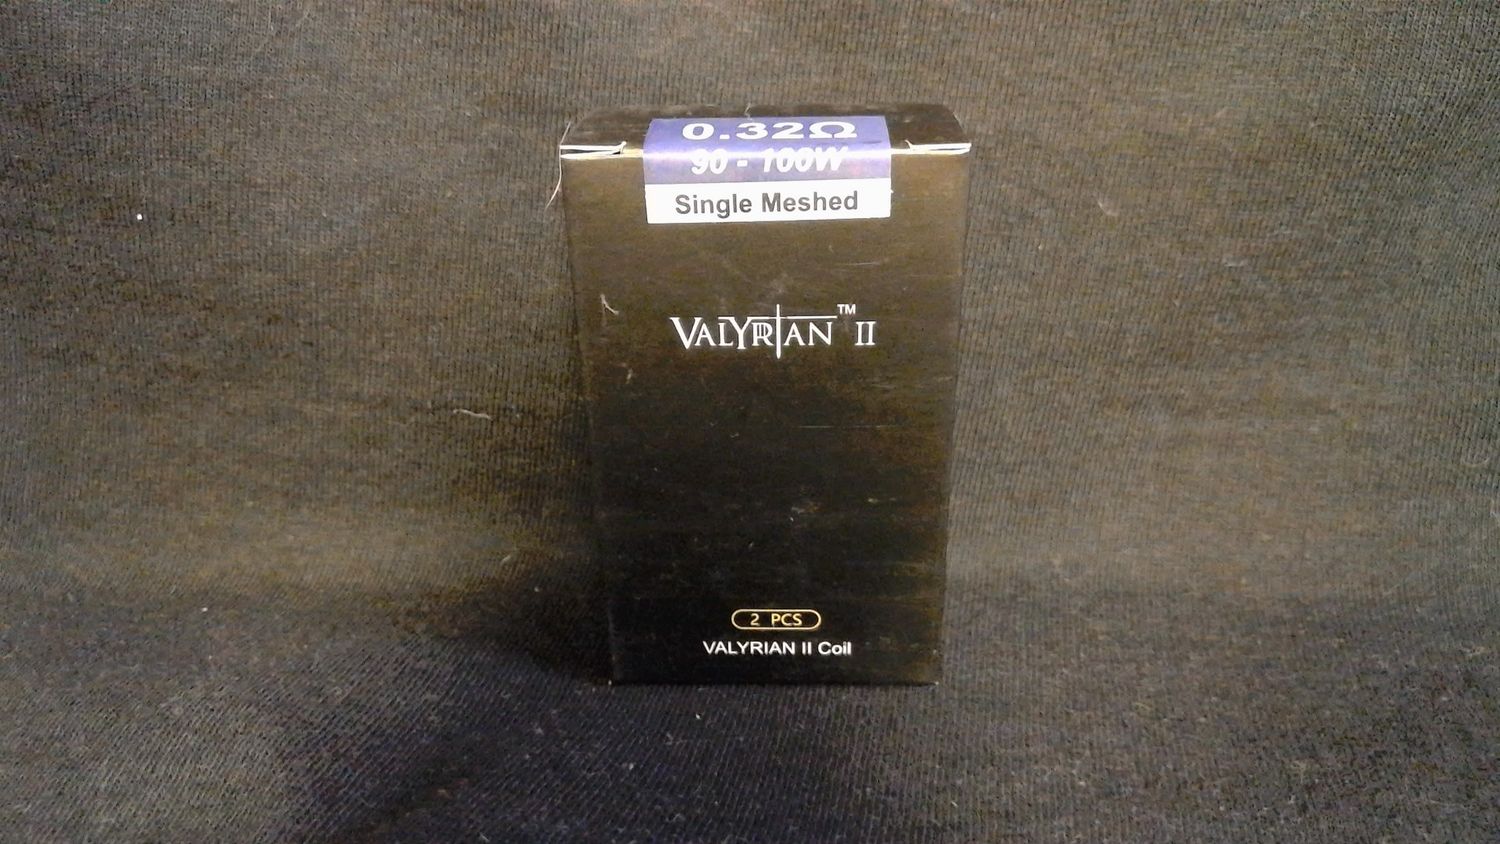 0.32Ω
90 - 100W
Single Meshed
VALYRIAN™ II
2 PCS
VALYRIAN II Coil